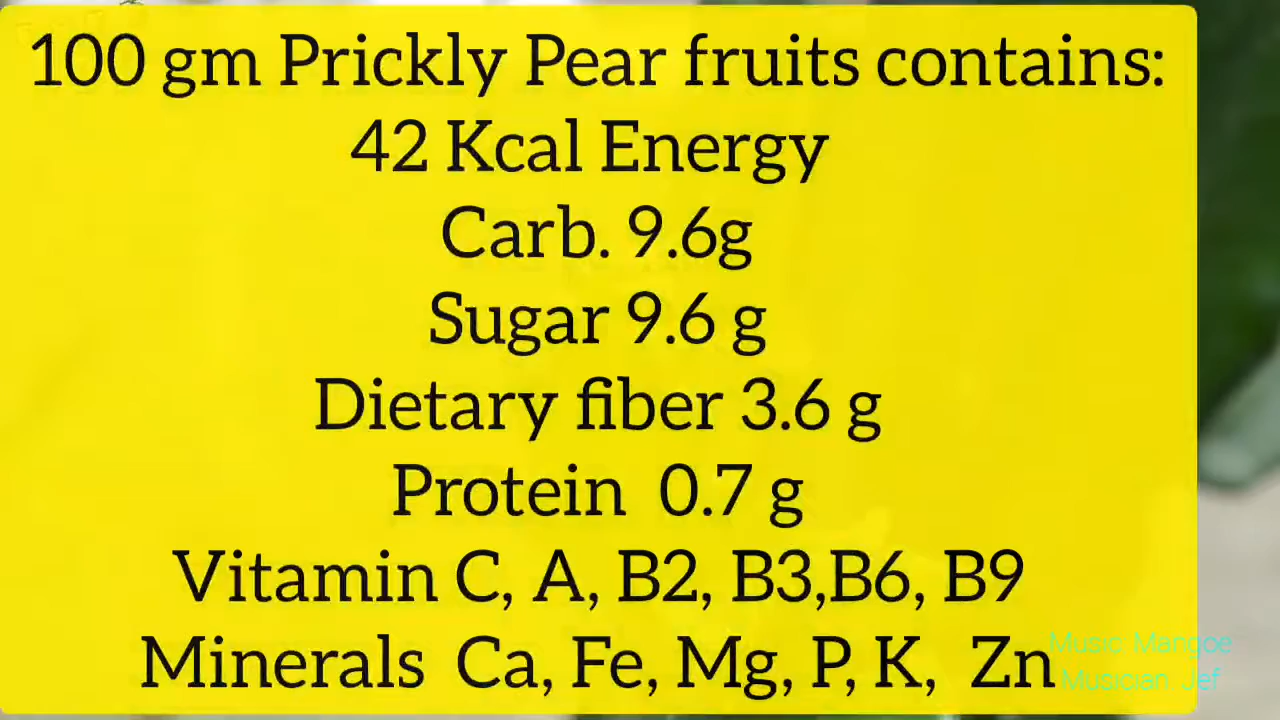 100 gm Prickly Pear fruits contains:
42 Kcal Energy
Carb. 9.6g
Sugar 9.6 g
Dietary fiber 3.6 g
Protein  0.7 g
Vitamin C, A, B2, B3,B6, B9
Minerals  Ca, Fe, Mg, P, K,  Zn
Music: Mangoe
Musician: Jef